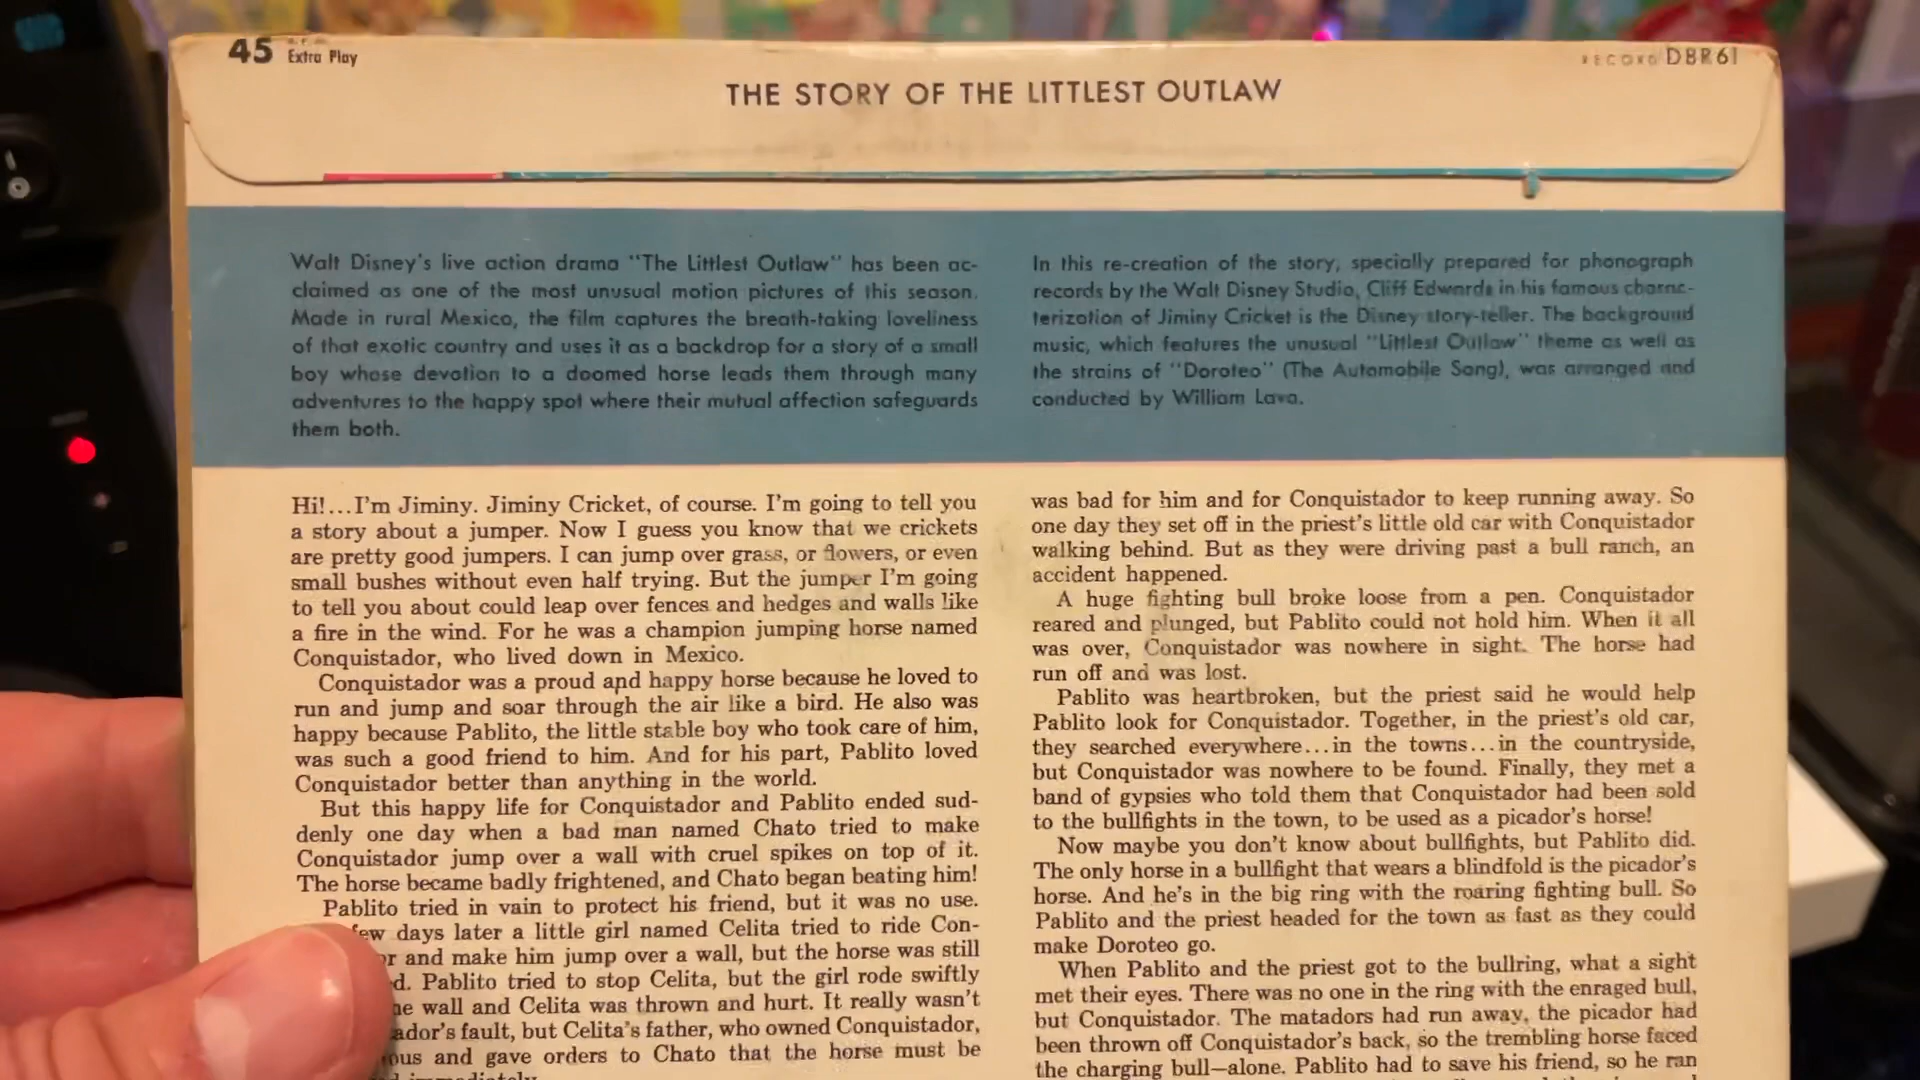 45 Extra Play
RECORD DBR61
THE STORY OF THE LITTLEST OUTLAW
Walt Disney's live action drama "The Littlest Outlaw" has been ac-
claimed as one of the most unusual motion pictures of this season.
Made in rural Mexico, the film captures the breath-taking loveliness
of that exotic country and uses it as a backdrop for a story of a small
boy whose devotion to a doomed horse leads them through many
adventures to the happy spot where their mutual affection safeguards
them both.
In this re-creation of the story, specially prepared for phonograph
records by the Walt Disney Studio, Cliff Edwards in his famous charac-
terization of Jiminy Cricket is the Disney story-teller. The background
music, which features the unusual "Littlest Outlaw" theme as well as
the strains of "Doroteo" (The Automobile Song), was arranged and
conducted by William Lava.
Hi!...I'm Jiminy. Jiminy Cricket, of course. I'm going to tell you
a story about a jumper. Now I guess you know that we crickets
are pretty good jumpers. I can jump over grass, or flowers, or even
small bushes without even half trying. But the jumper I'm going
to tell you about could leap over fences and hedges and walls like
a fire in the wind. For he was a champion jumping horse named
Conquistador, who lived down in Mexico.
Conquistador was a proud and happy horse because he loved to
run and jump and soar through the air like a bird. He also was
happy because Pablito, the little stable boy who took care of him,
was such a good friend to him. And for his part, Pablito loved
Conquistador better than anything in the world.
But this happy life for Conquistador and Pablito ended sud-
denly one day when a bad man named Chato tried to make
Conquistador jump over a wall with cruel spikes on top of it.
The horse became badly frightened, and Chato began beating him!
Pablito tried in vain to protect his friend, but it was no use.
few days later a little girl named Celita tried to ride Con-
or and make him jump over a wall, but the horse was still
d. Pablito tried to stop Celita, but the girl rode swiftly
he wall and Celita was thrown and hurt. It really wasn't
ador's fault, but Celita's father, who owned Conquistador,
ous and gave orders to Chato that the horse must be
immediately.
was bad for him and for Conquistador to keep running away. So
one day they set off in the priest's little old car with Conquistador
walking behind. But as they were driving past a bull ranch, an
accident happened.
A huge fighting bull broke loose from a pen. Conquistador
reared and plunged, but Pablito could not hold him. When it all
was over, Conquistador was nowhere in sight. The horse had
run off and was lost.
Pablito was heartbroken, but the priest said he would help
Pablito look for Conquistador. Together, in the priest's old car,
they searched everywhere...in the towns...in the countryside,
but Conquistador was nowhere to be found. Finally, they met a
band of gypsies who told them that Conquistador had been sold
to the bullfights in the town, to be used as a picador's horse!
Now maybe you don't know about bullfights, but Pablito did.
The only horse in a bullfight that wears a blindfold is the picador's
horse. And he's in the big ring with the roaring fighting bull. So
Pablito and the priest headed for the town as fast as they could
make Doroteo go.
When Pablito and the priest got to the bullring, what a sight
met their eyes. There was no one in the ring with the enraged bull,
but Conquistador. The matadors had run away, the picador had
been thrown off Conquistador's back, so the trembling horse faced
the charging bull—alone. Pablito had to save his friend, so he ran